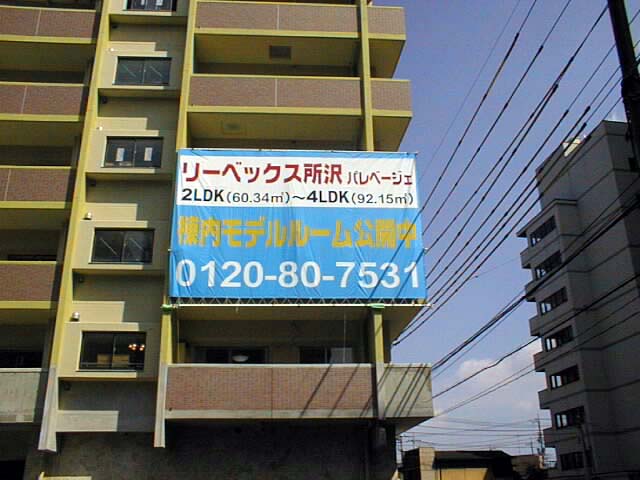 リーベックス所沢 パレベージェ
2LDK(60.34㎡)～4LDK(92.15㎡)
棟内モデルルーム公開中
0120-80-7531